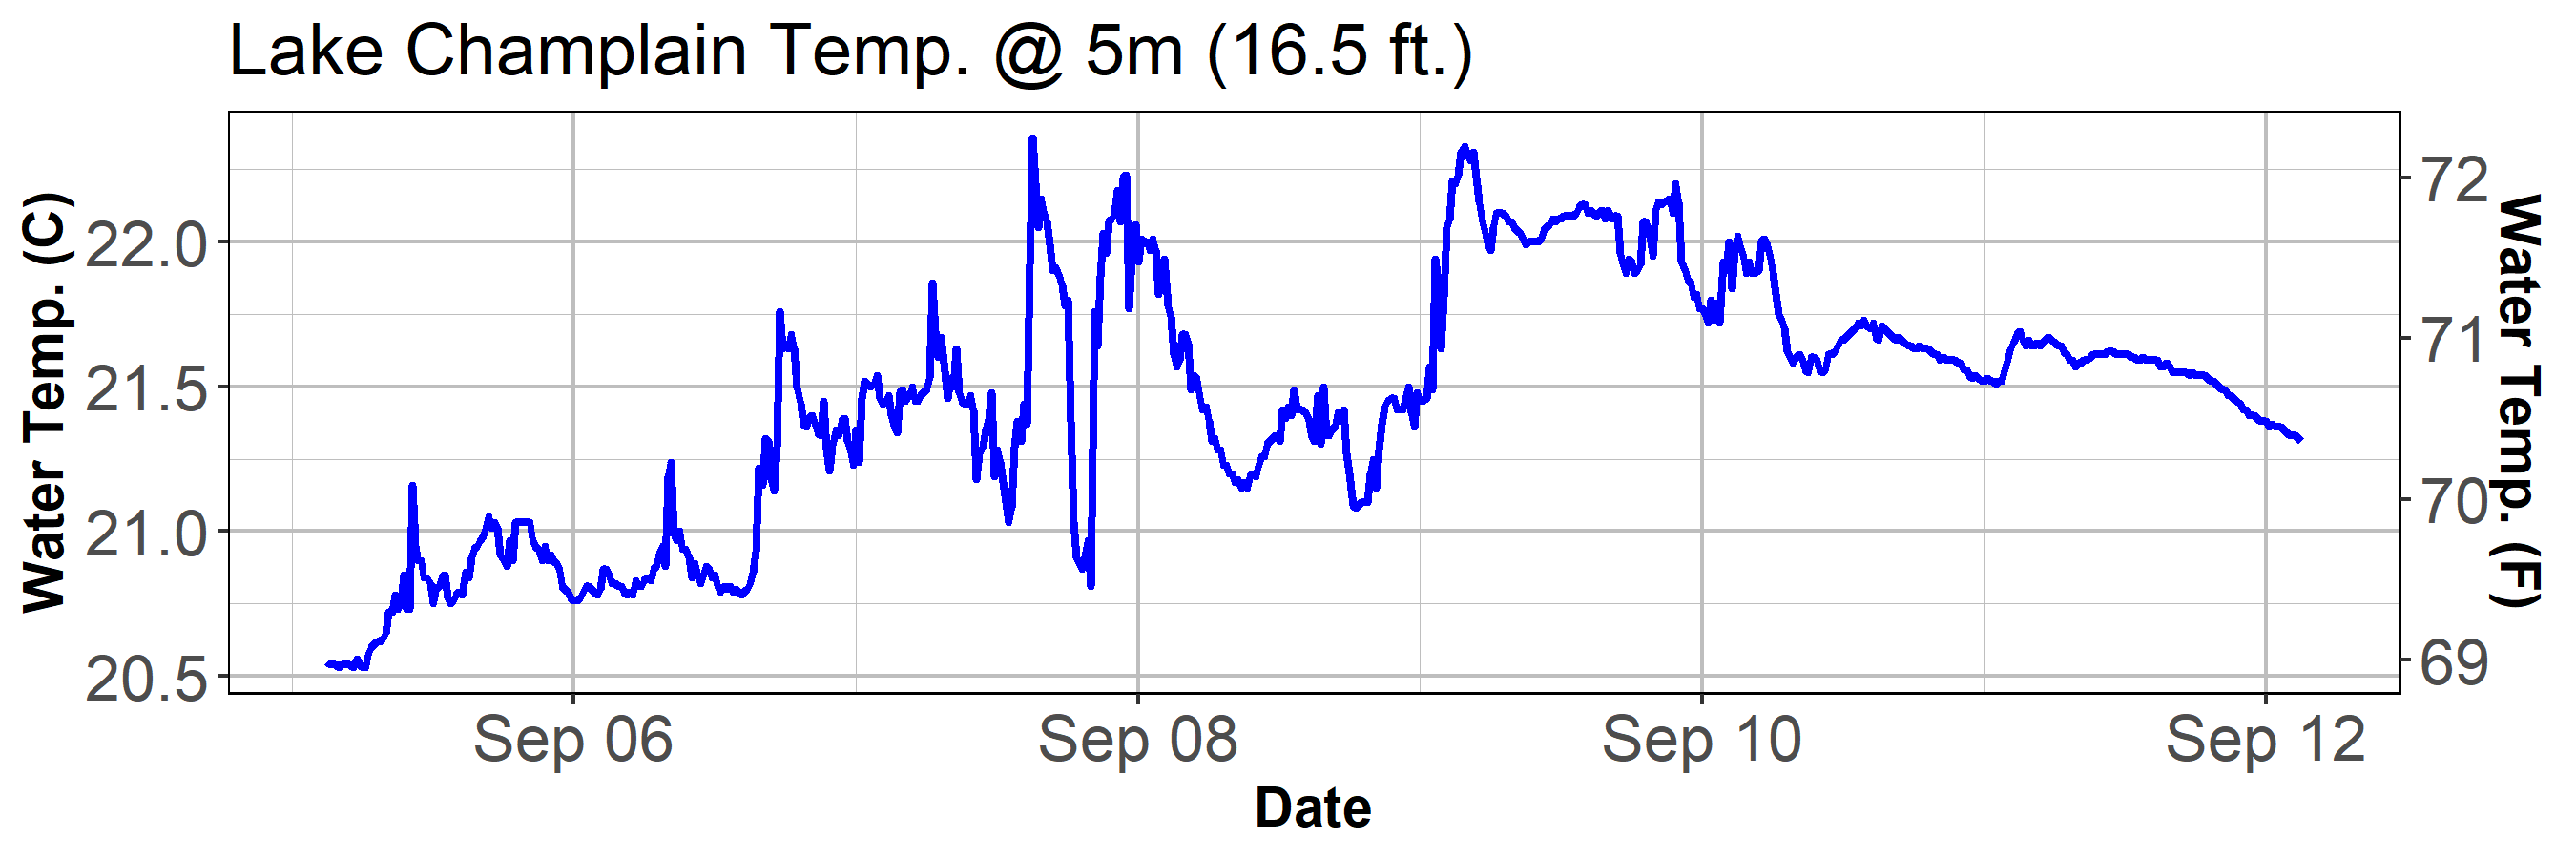 Lake Champlain Temp. @ 5m (16.5 ft.)
Water Temp. (C)
22.0
21.5
21.0
20.5
72
71
70
69
Water Temp. (F)
Sep 06
Sep 08
Sep 10
Sep 12
Date